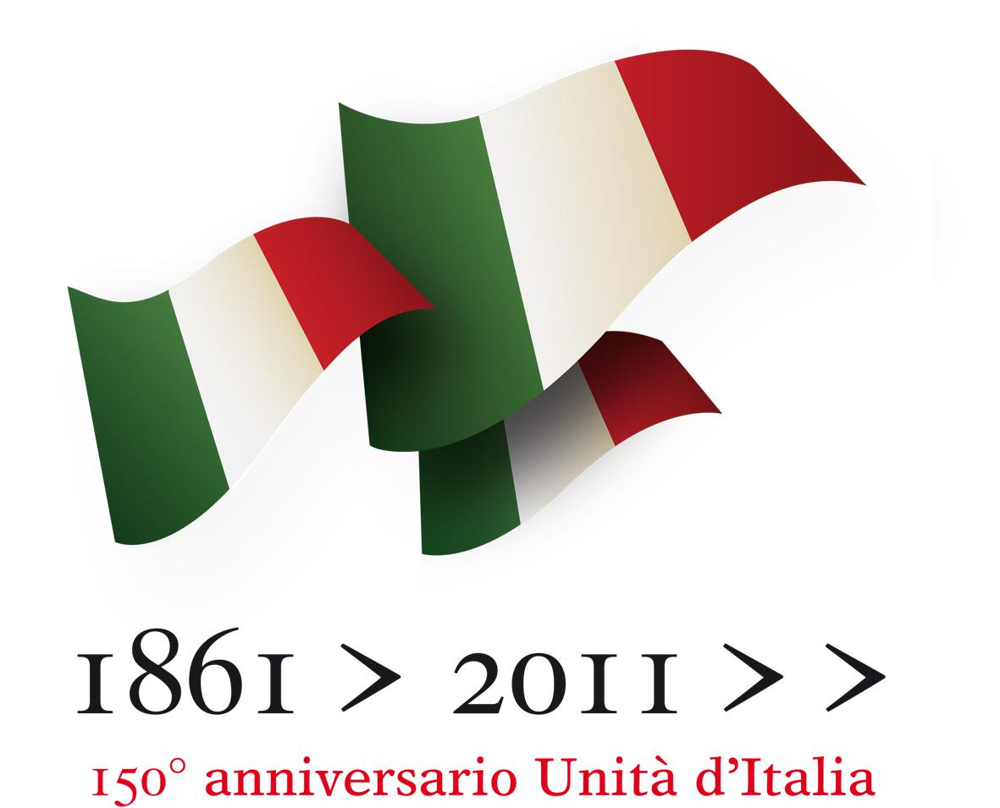 1861 > 2011 > >
150° anniversario Unità d’Italia